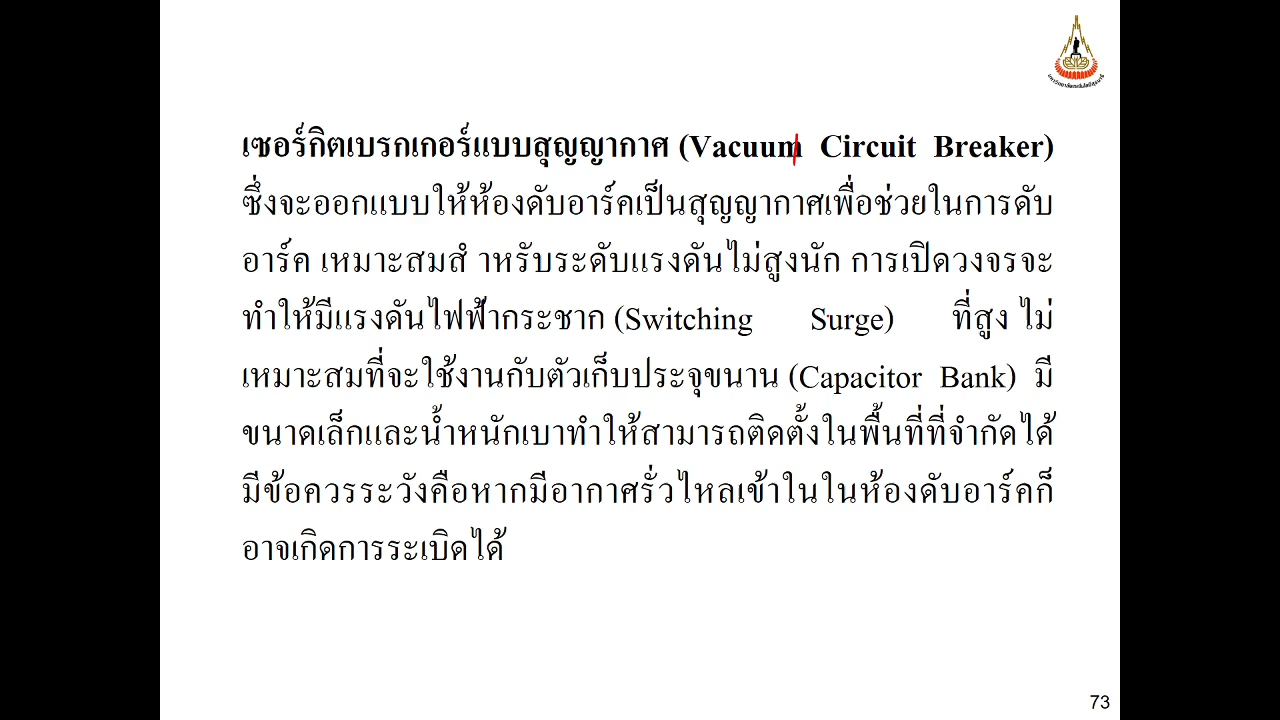 เซอร์กิตเบรกเกอร์แบบสุญญากาศ (Vacuum Circuit Breaker)
ซึ่งจะออกแบบให้ห้องดับอาร์คเป็นสุญญากาศเพื่อช่วยในการดับ
อาร์ค เหมาะสมสํ าหรับระดับแรงดันไม่สูงนัก การเปิดวงจรจะ
ทำให้มีแรงดันไฟฟ้ากระชาก (Switching Surge) ที่สูง ไม่
เหมาะสมที่จะใช้งานกับตัวเก็บประจุขนาน (Capacitor Bank) มี
ขนาดเล็กและน้ำหนักเบาทำให้สามารถติดตั้งในพื้นที่ที่จำกัดได้
มีข้อควรระวังคือหากมีอากาศรั่วไหลเข้าในในห้องดับอาร์คก็
อาจเกิดการระเบิดได้
73